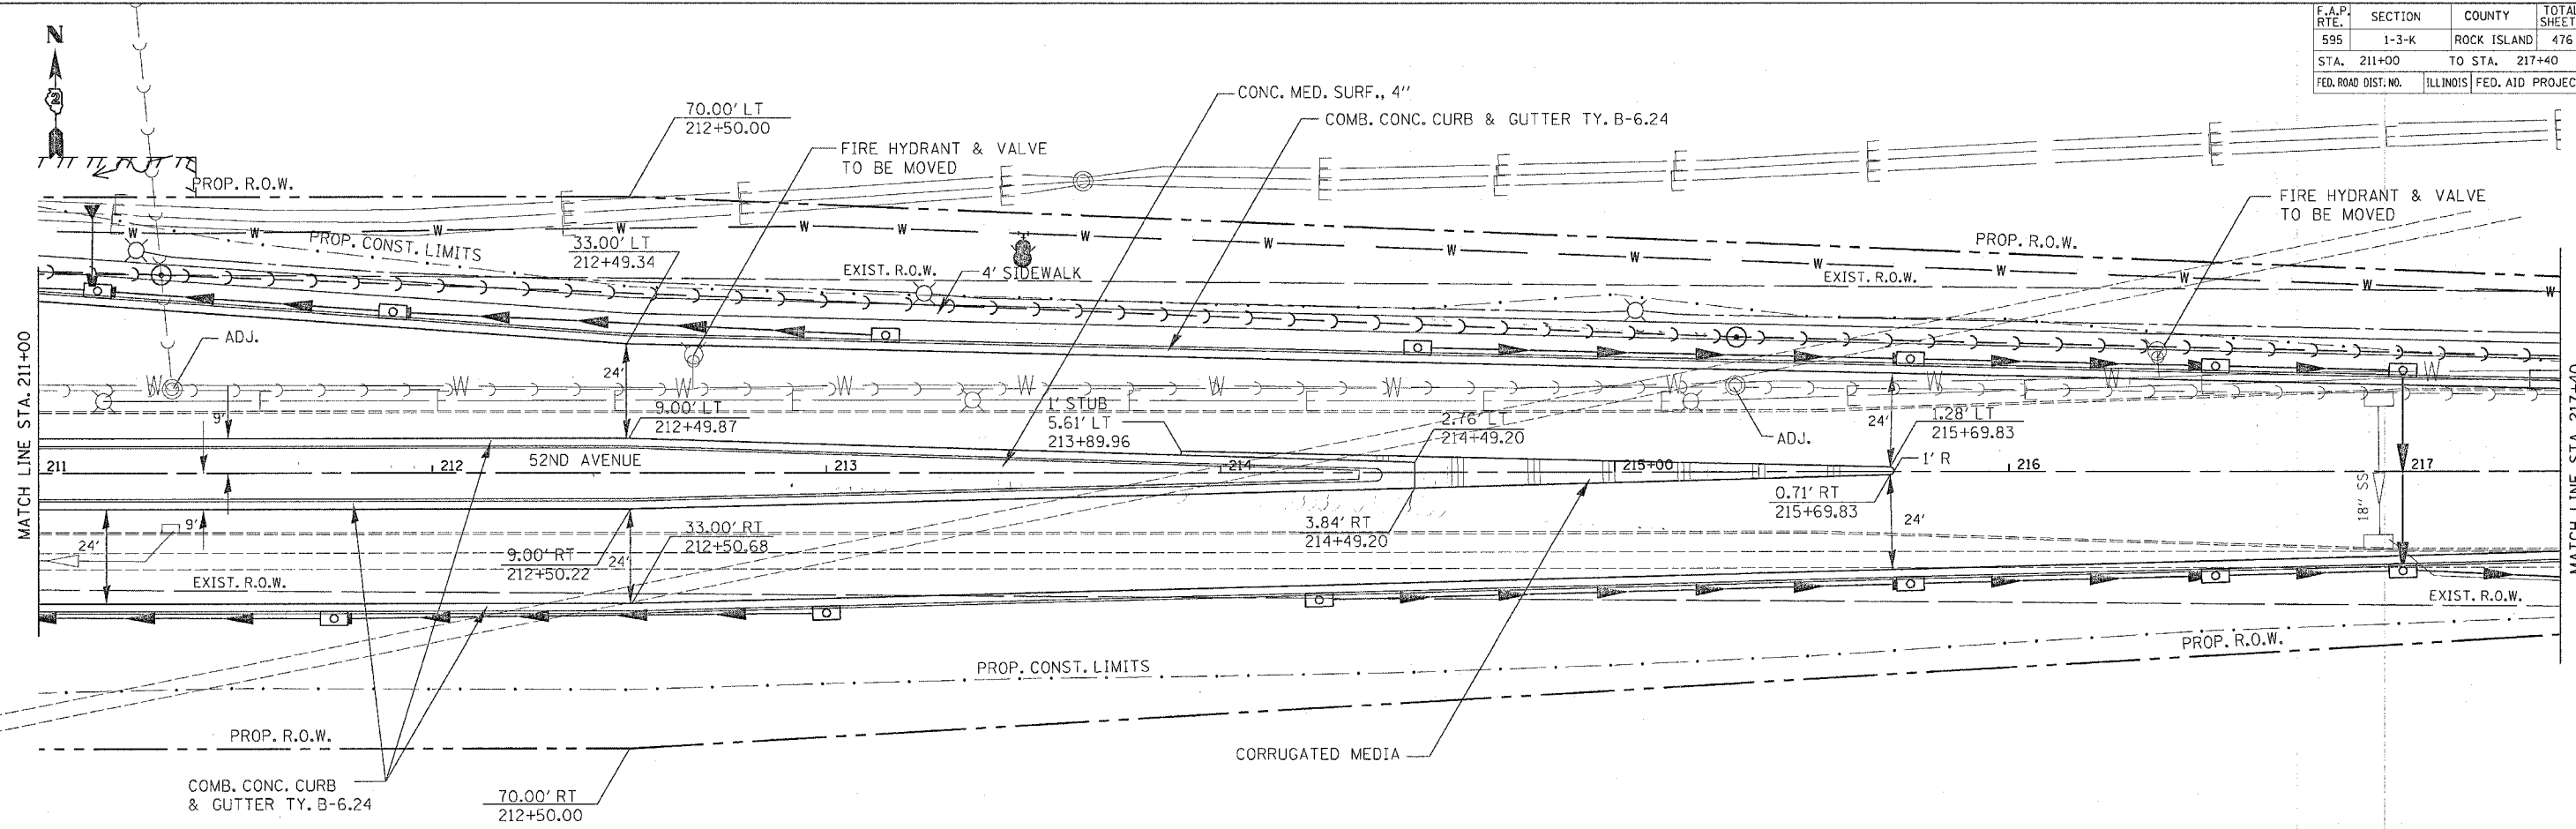 F.A.P. RTE. SECTION COUNTY TOTAL SHEET
595 1-3-K ROCK ISLAND 476
STA. 211+00 TO STA. 217+40
FED. ROAD DIST. NO. ILLINOIS FED. AID PROJEC
N
2
70.00' LT
212+50.00
CONC. MED. SURF., 4"
COMB. CONC. CURB & GUTTER TY. B-6.24
FIRE HYDRANT & VALVE
TO BE MOVED
FIRE HYDRANT & VALVE
TO BE MOVED
PROP. R.O.W.
PROP. CONST. LIMITS
33.00' LT
212+49.34
EXIST. R.O.W.
4' SIDEWALK
PROP. R.O.W.
EXIST. R.O.W.
MATCH LINE STA. 211+00
ADJ.
24'
9'
9.00' LT
212+49.87
1' STUB
5.61' LT
213+89.96
2.76' LT
214+49.20
ADJ.
24'
1.28' LT
215+69.83
1' R
211
212
52ND AVENUE
213
214
215+00
216
217
MATCH LINE STA. 217+40
18" SS
9'
24'
9.00' RT
212+50.22
24'
33.00' RT
212+50.68
3.84' RT
214+49.20
0.71' RT
215+69.83
24'
EXIST. R.O.W.
EXIST. R.O.W.
PROP. CONST. LIMITS
PROP. R.O.W.
PROP. R.O.W.
CORRUGATED MEDIA
COMB. CONC. CURB
& GUTTER TY. B-6.24
70.00' RT
212+50.00